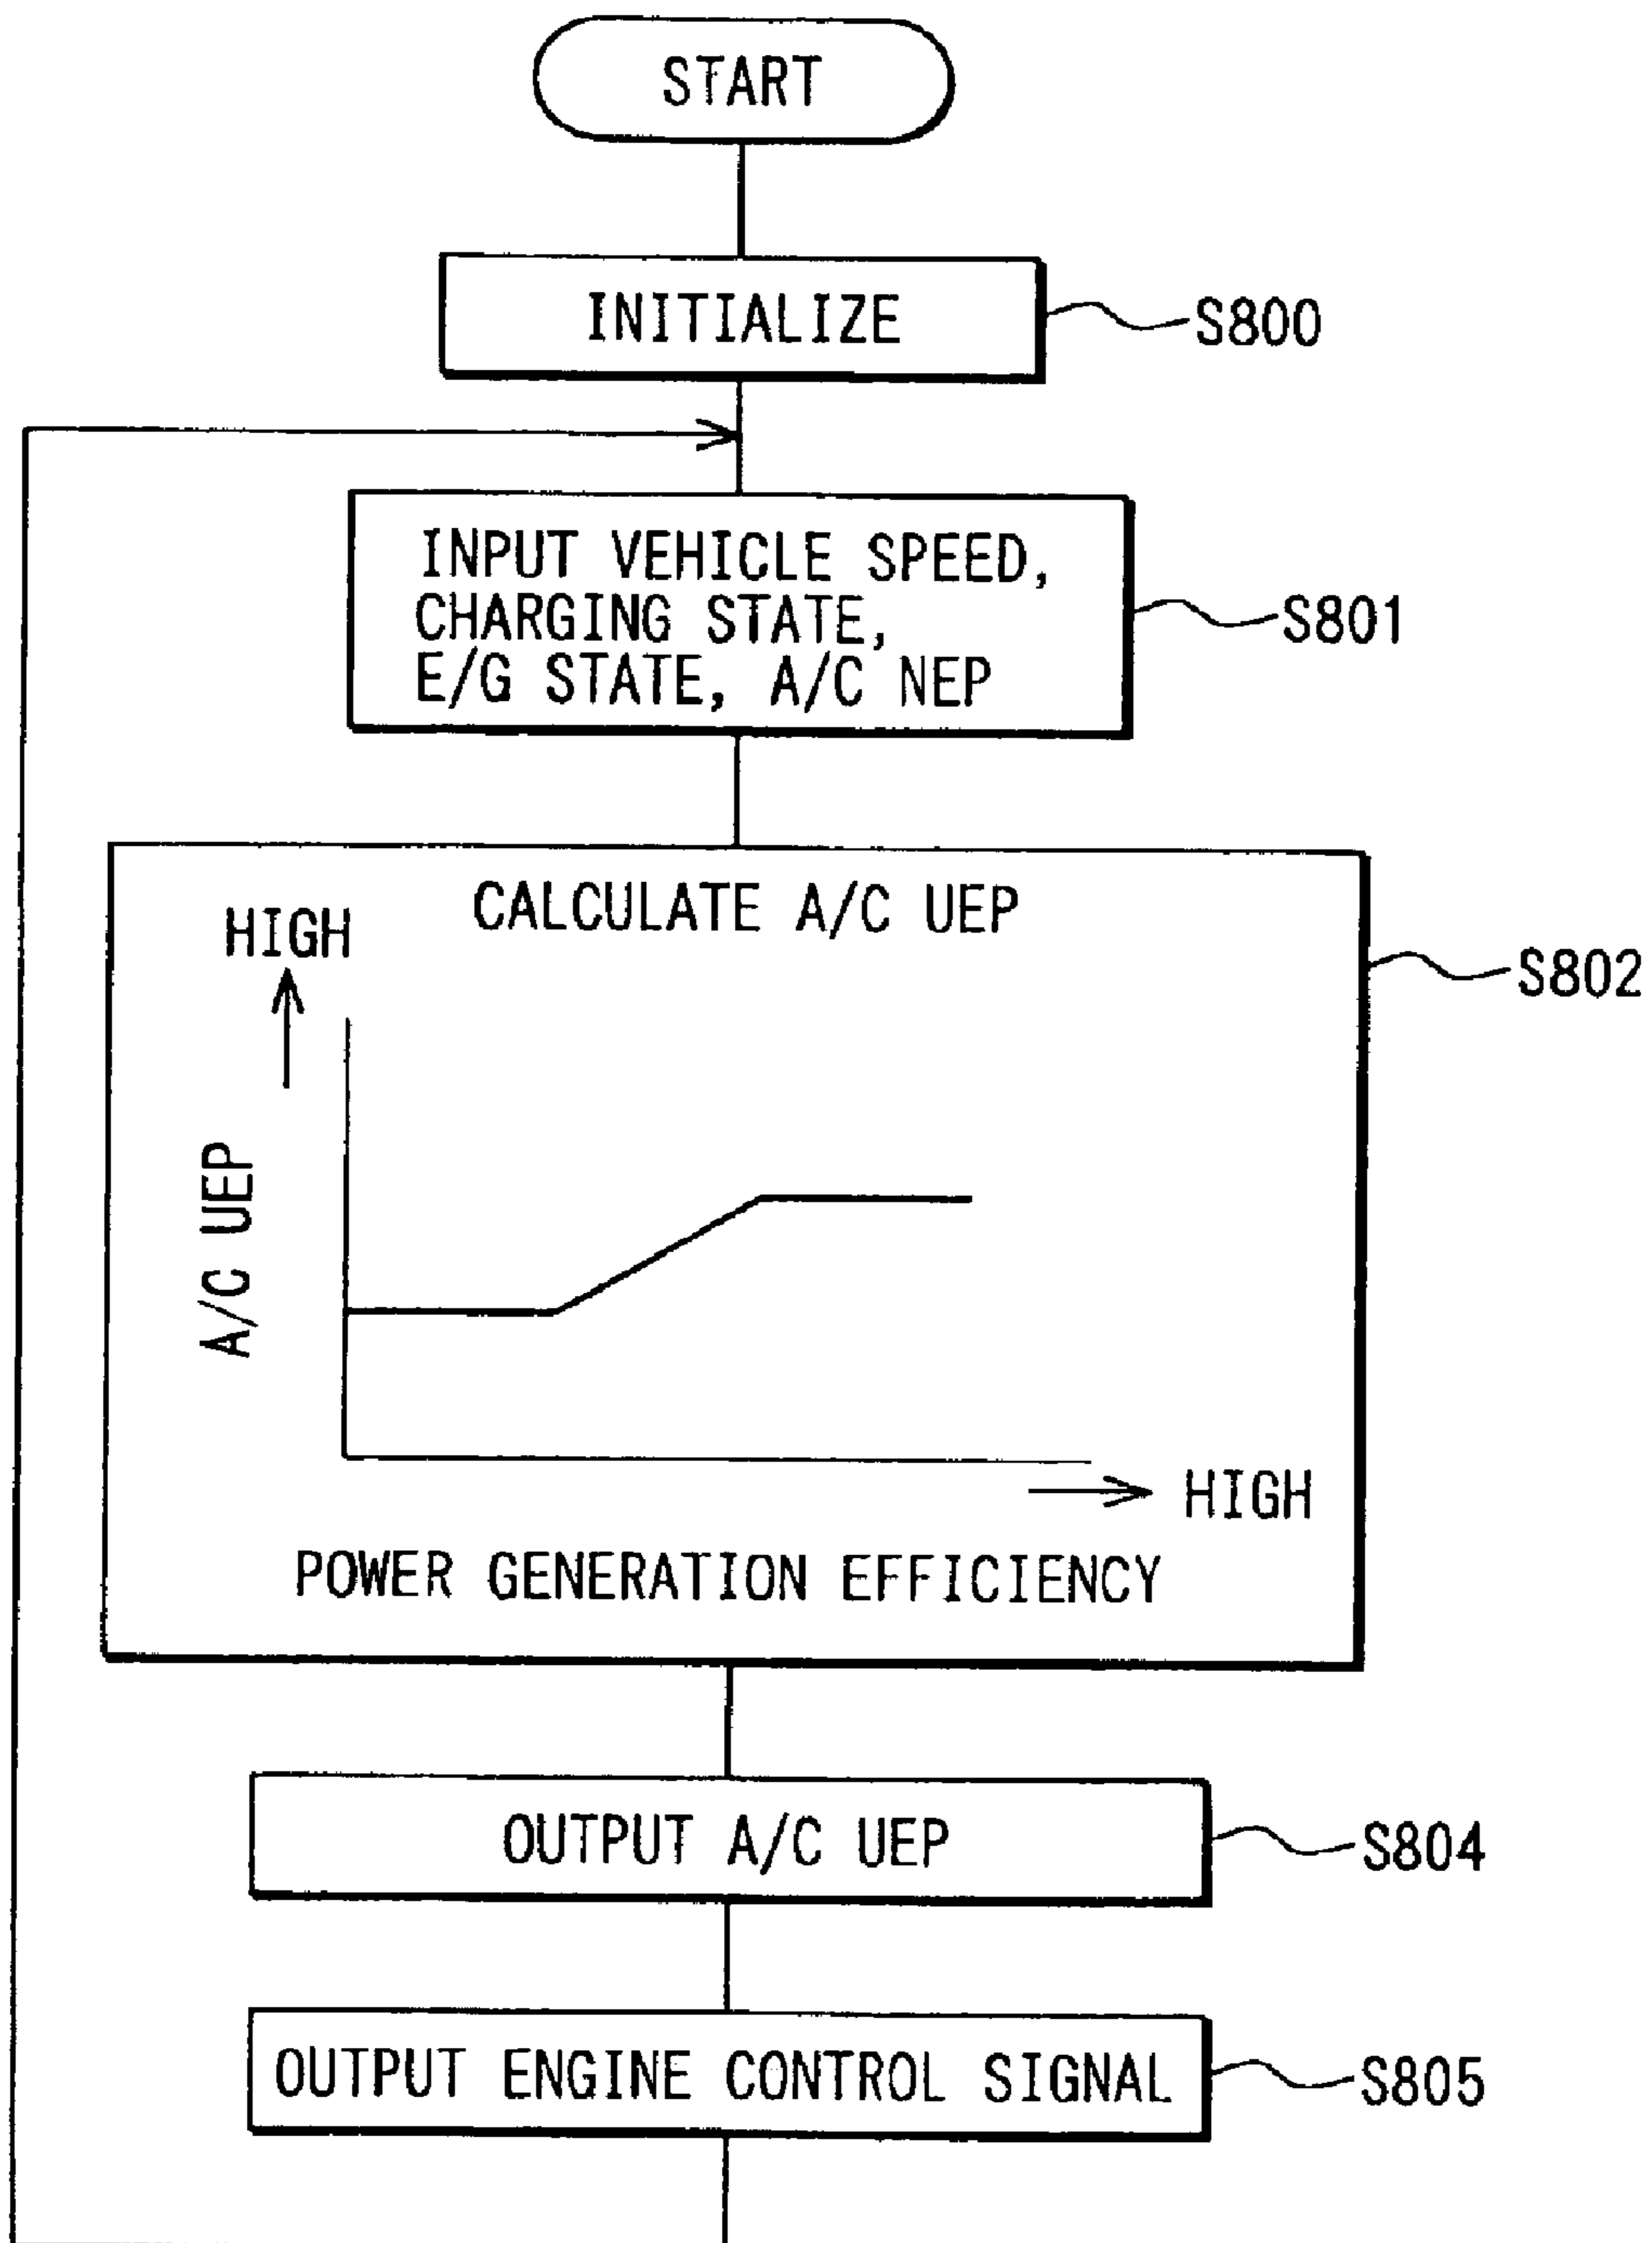 START
INITIALIZE
S800
INPUT VEHICLE SPEED,
CHARGING STATE,
E/G STATE, A/C NEP
S801
CALCULATE A/C UEP
HIGH
S802
A/C UEP
HIGH
POWER GENERATION EFFICIENCY
OUTPUT A/C UEP
S804
OUTPUT ENGINE CONTROL SIGNAL
S805